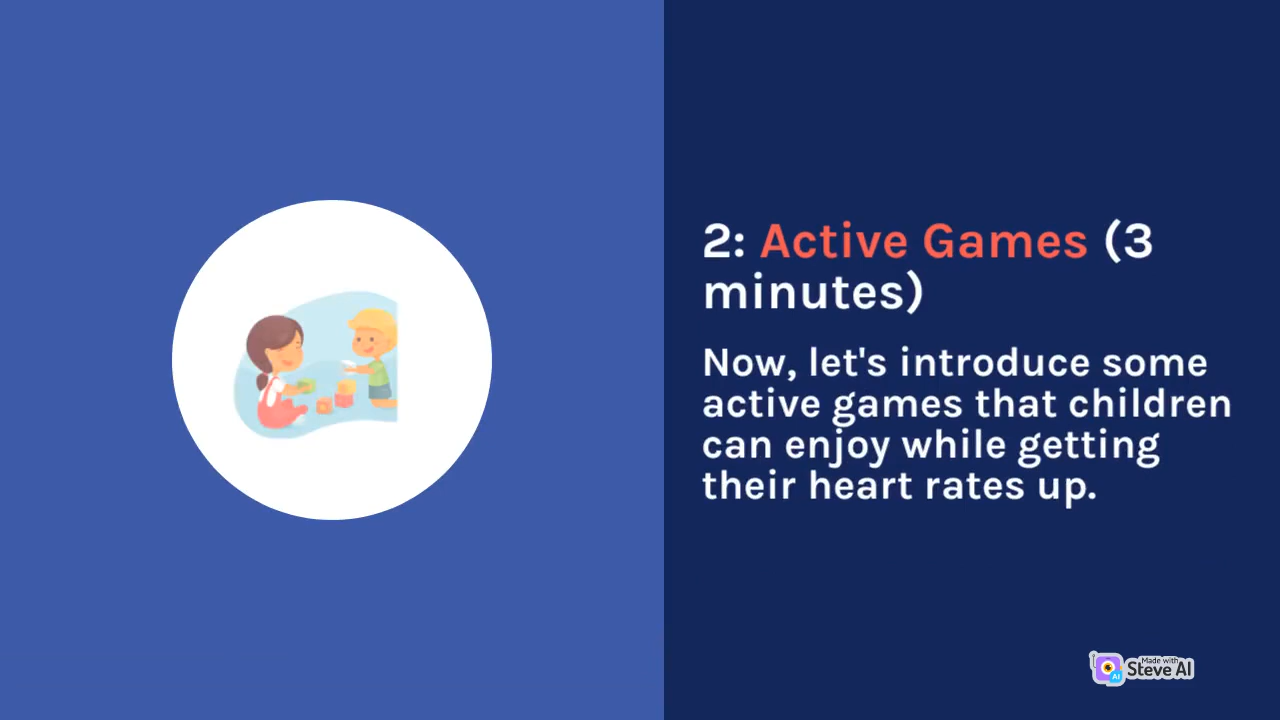 2: Active Games (3
minutes)
Now, let's introduce some
active games that children
can enjoy while getting
their heart rates up.
Made with
Steve AI
AI